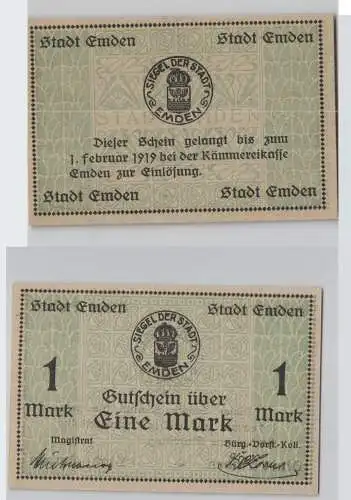 Stadt Emden Stadt Emden
SIEGEL DER STADT
EMDEN
Dieser Schein gelangt bis zum
1. Februar 1919 bei der Kämmereikasse
Emden zur Einlösung.
Stadt Emden Stadt Emden
Stadt Emden Stadt Emden
SIEGEL DER STADT
EMDEN
1 1
Mark Mark
Gutschein über
Eine Mark
Magistrat Bürg.-Vorst.-Koll.